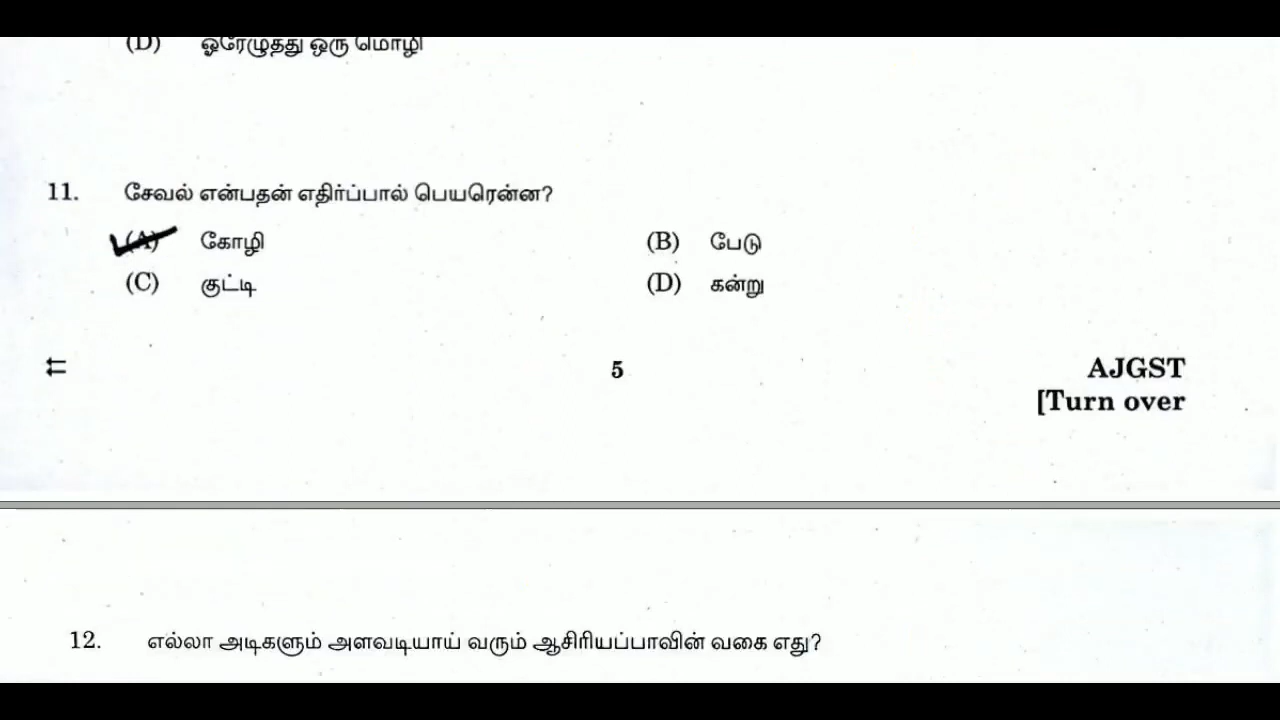 (D) ஓரெழுத்து ஒரு மொழி
11. சேவல் என்பதன் எதிர்ப்பால் பெயரென்ன?
(A) கோழி (B) பேடு
(C) குட்டி (D) கன்று
⇇ 5 AJGST
[Turn over
12. எல்லா அடிகளும் அளவடியாய் வரும் ஆசிரியப்பாவின் வகை எது?